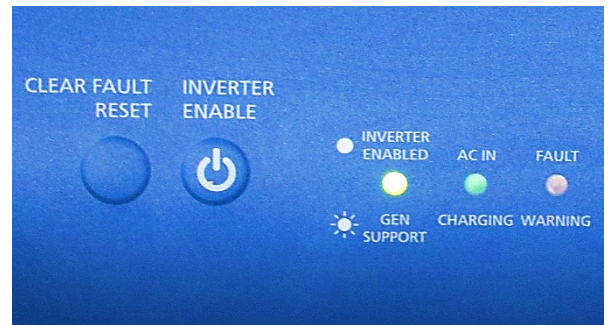 CLEAR FAULT
RESET
INVERTER
ENABLE
INVERTER
ENABLED
AC IN
FAULT
GEN
SUPPORT
CHARGING
WARNING